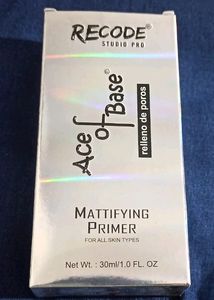 RECODE®
STUDIO PRO
Ace of Base®
relleno de poros
MATTIFYING
PRIMER
FOR ALL SKIN TYPES
Net Wt. : 30ml/1.0 FL. OZ